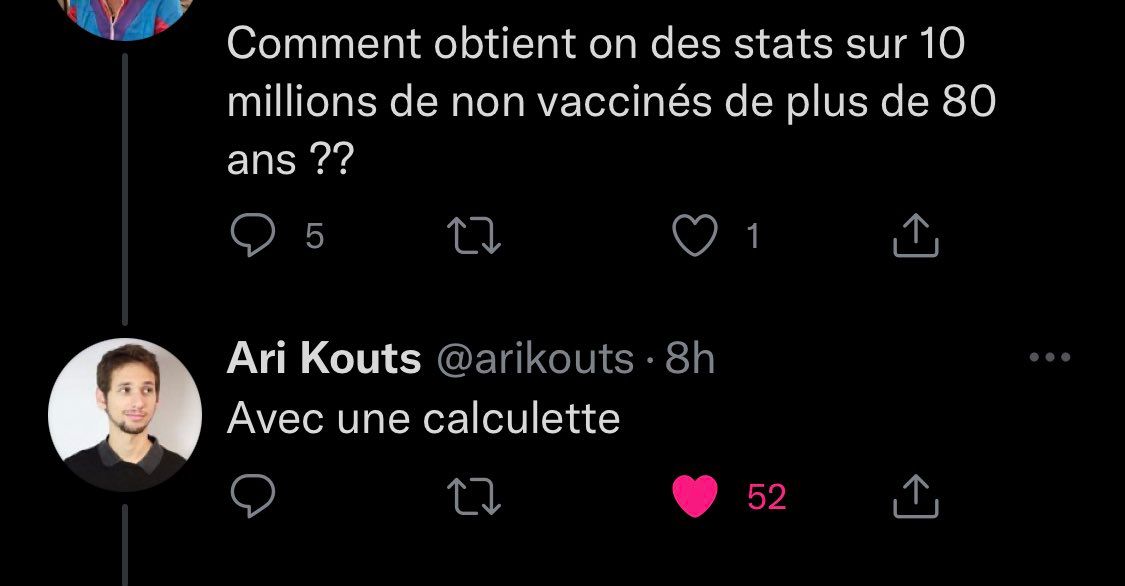 Comment obtient on des stats sur 10
millions de non vaccinés de plus de 80
ans ??
5 1
Ari Kouts @arikouts · 8h
Avec une calculette
52